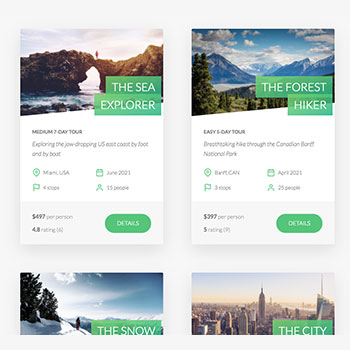 THE SEA
EXPLORER
MEDIUM 7-DAY TOUR
Exploring the jaw-dropping US east coast by foot
and by boat
Miami, USA
June 2021
4 stops
15 people
$497 per person
4.8 rating (6)
DETAILS
THE FOREST
HIKER
EASY 5-DAY TOUR
Breathtaking hike through the Canadian Banff
National Park
Banff, CAN
April 2021
3 stops
25 people
$397 per person
5 rating (9)
DETAILS
THE SNOW
THE CITY